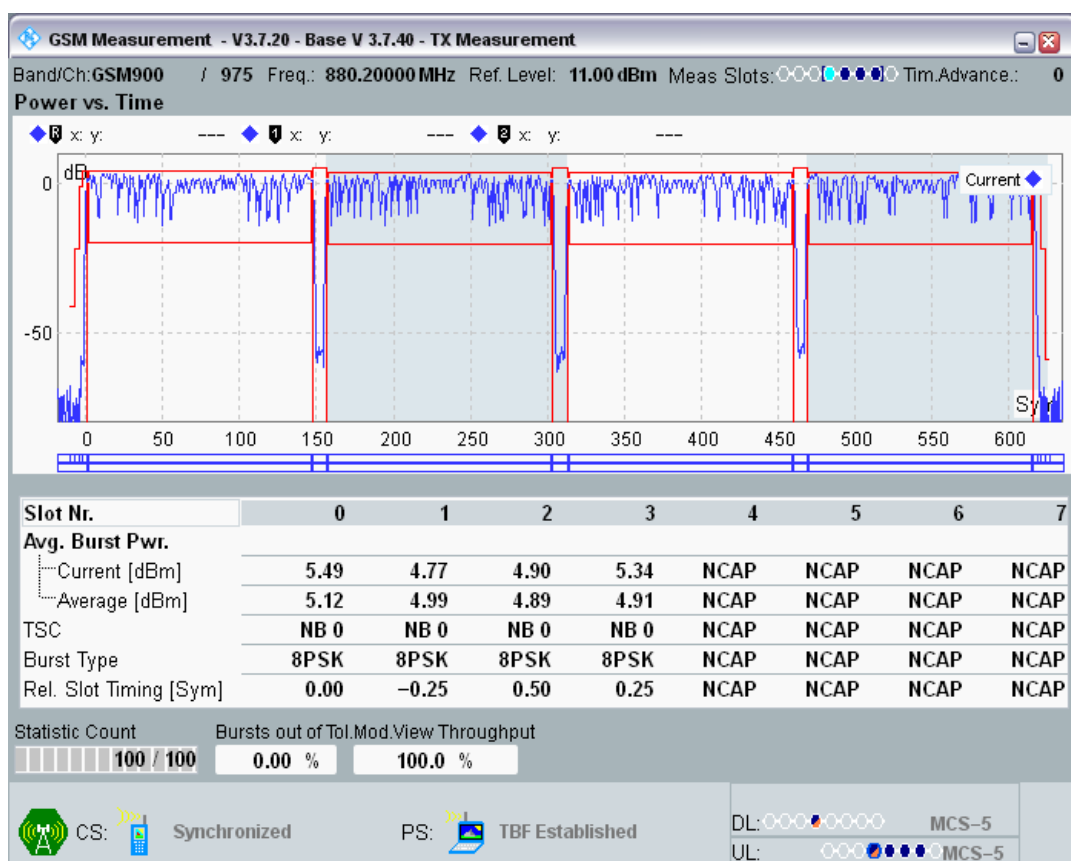 GSM Measurement - V3.7.20 - Base V 3.7.40 - TX Measurement
Band/Ch:GSM900 / 975 Freq.: 880.20000 MHz Ref. Level: 11.00 dBm Meas Slots: Tim.Advance.: 0
Power vs. Time
R x: y: --- 1 x: y: --- 2 x: y: ---
Current
0
-50
0 50 100 150 200 250 300 350 400 450 500 550 600
Slot Nr. 0 1 2 3 4 5 6 7
Avg. Burst Pwr.
Current [dBm] 5.49 4.77 4.90 5.34 NCAP NCAP NCAP NCAP
Average [dBm] 5.12 4.99 4.89 4.91 NCAP NCAP NCAP NCAP
TSC NB 0 NB 0 NB 0 NB 0 NCAP NCAP NCAP NCAP
Burst Type 8PSK 8PSK 8PSK 8PSK NCAP NCAP NCAP NCAP
Rel. Slot Timing [Sym] 0.00 −0.25 0.50 0.25 NCAP NCAP NCAP NCAP
Statistic Count Bursts out of Tol. Mod.View Throughput
100 / 100 0.00 % 100.0 %
CS: Synchronized PS: TBF Established
DL: MCS−5
UL: MCS−5